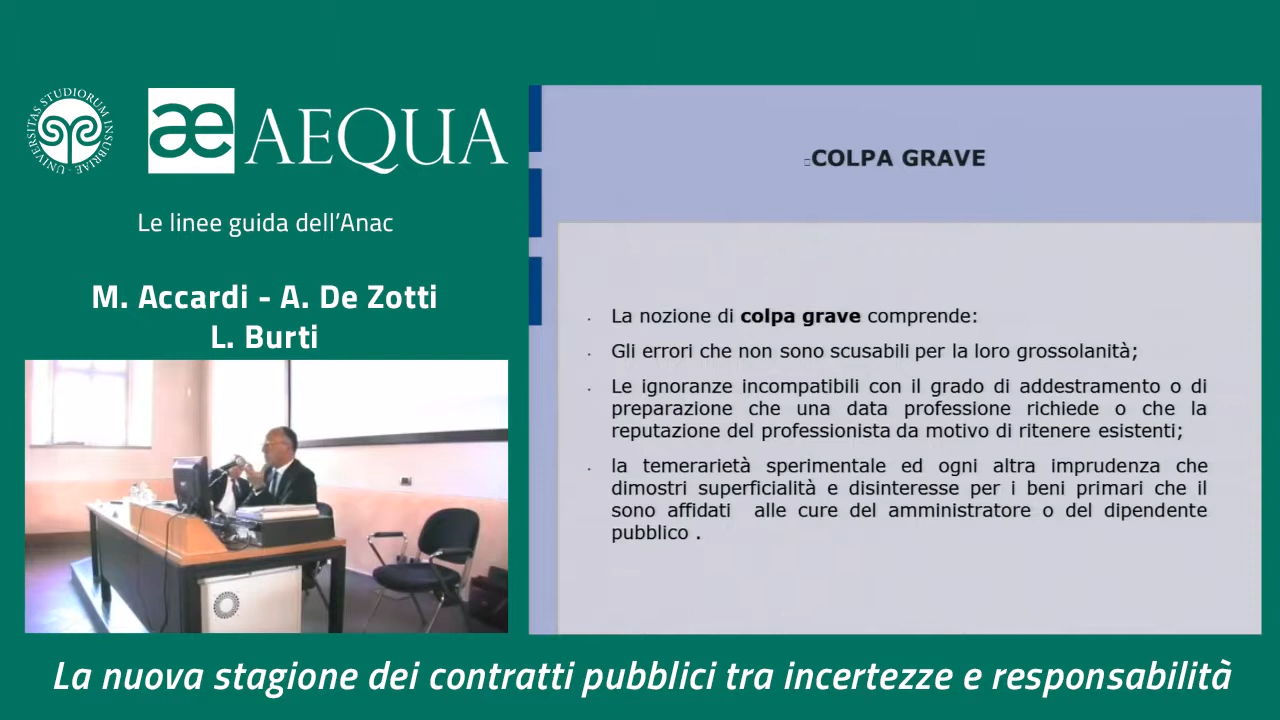 UNIVERSITAS STUDIORUM INSUBRIAE
æ AEQUA
Le linee guida dell'Anac
M. Accardi - A. De Zotti
L. Burti
COLPA GRAVE
La nozione di colpa grave comprende:
Gli errori che non sono scusabili per la loro grossolanità;
Le ignoranze incompatibili con il grado di addestramento o di
preparazione che una data professione richiede o che la
reputazione del professionista da motivo di ritenere esistenti;
la temerarietà sperimentale ed ogni altra imprudenza che
dimostri superficialità e disinteresse per i beni primari che il
sono affidati alle cure del amministratore o del dipendente
pubblico .
La nuova stagione dei contratti pubblici tra incertezze e responsabilità